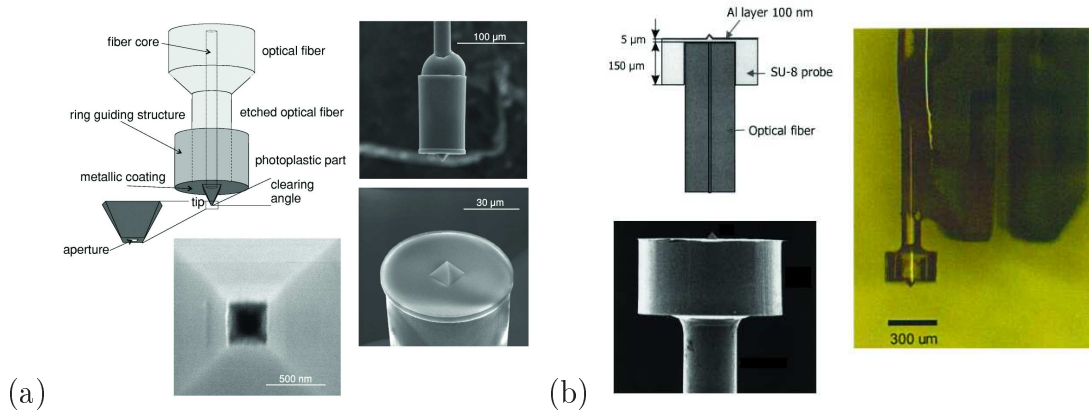 fiber core
optical fiber
ring guiding structure
etched optical fiber
photoplastic part
metallic coating
clearing
angle
tip
aperture
500 nm
100 µm
30 µm
(a)
Al layer 100 nm
5 µm
150 µm
SU-8 probe
Optical fiber
300 um
(b)